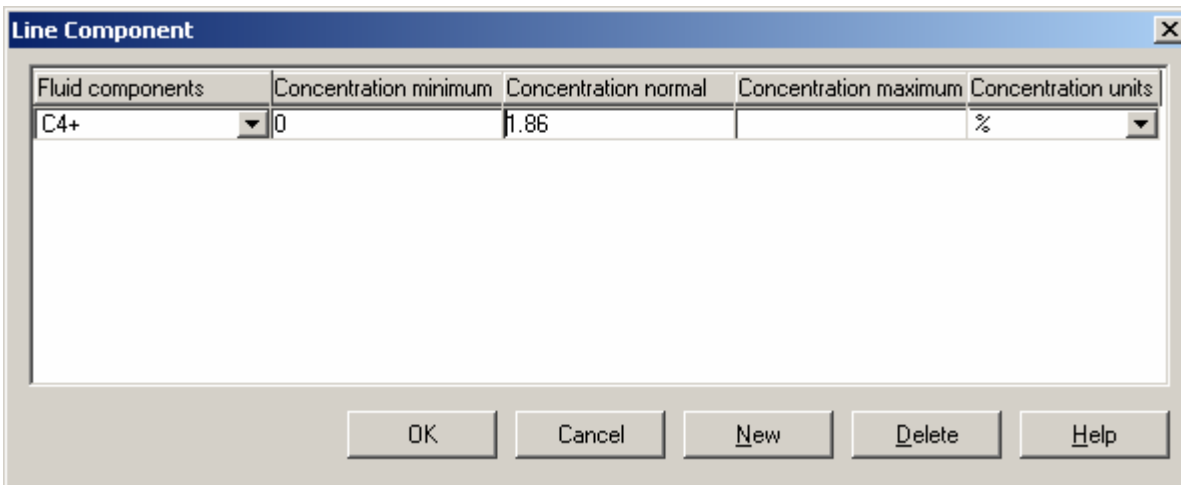 Line Component
Fluid components Concentration minimum Concentration normal Concentration maximum Concentration units
C4+ 0 1.86 %
OK Cancel New Delete Help